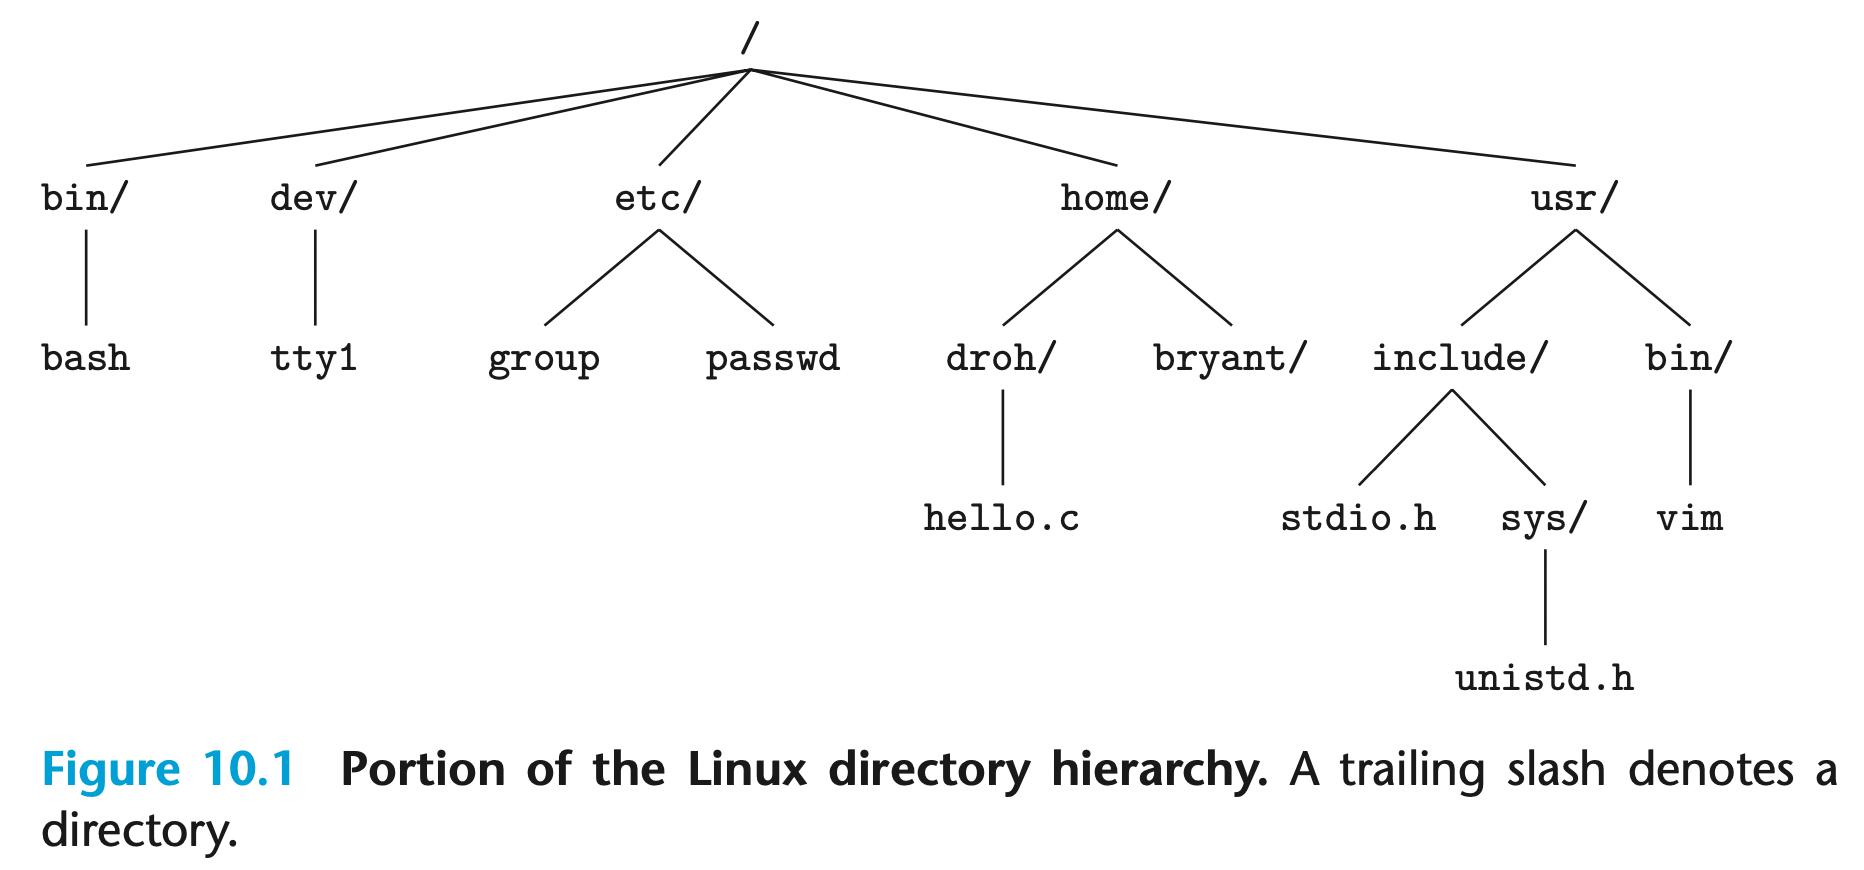 /
bin/ dev/ etc/ home/ usr/
bash tty1 group passwd droh/ bryant/ include/ bin/
hello.c stdio.h sys/ vim
unistd.h
Figure 10.1 Portion of the Linux directory hierarchy. A trailing slash denotes a
directory.